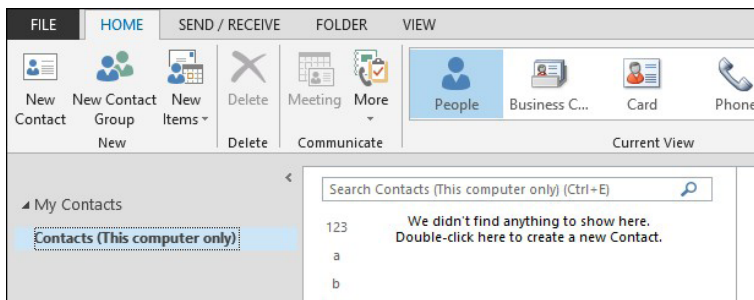 FILE HOME SEND / RECEIVE FOLDER VIEW
New Contact
New Contact Group
New Items
Delete
Meeting
More
People
Business C...
Card
Phone
New
Delete
Communicate
Current View
My Contacts
Contacts (This computer only)
Search Contacts (This computer only) (Ctrl+E)
123
a
b
We didn't find anything to show here.
Double-click here to create a new Contact.